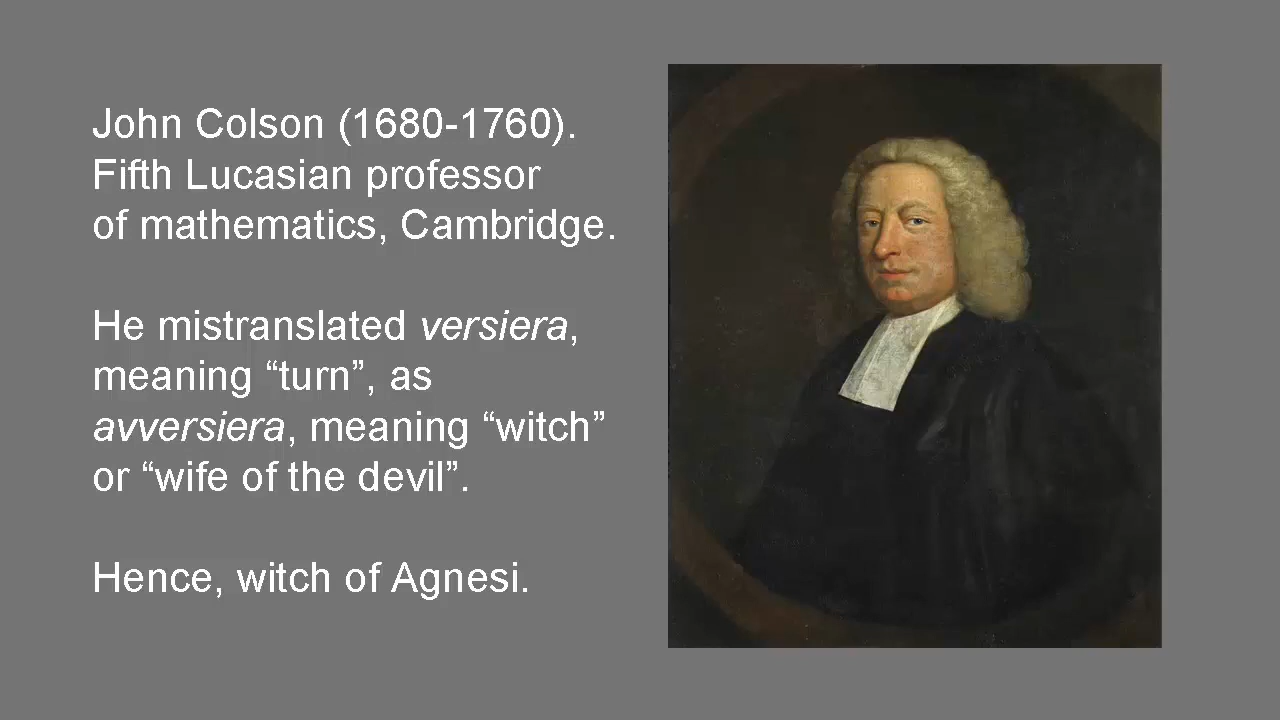 John Colson (1680-1760).
Fifth Lucasian professor
of mathematics, Cambridge.
He mistranslated versiera,
meaning “turn”, as
avversiera, meaning “witch”
or “wife of the devil”.
Hence, witch of Agnesi.